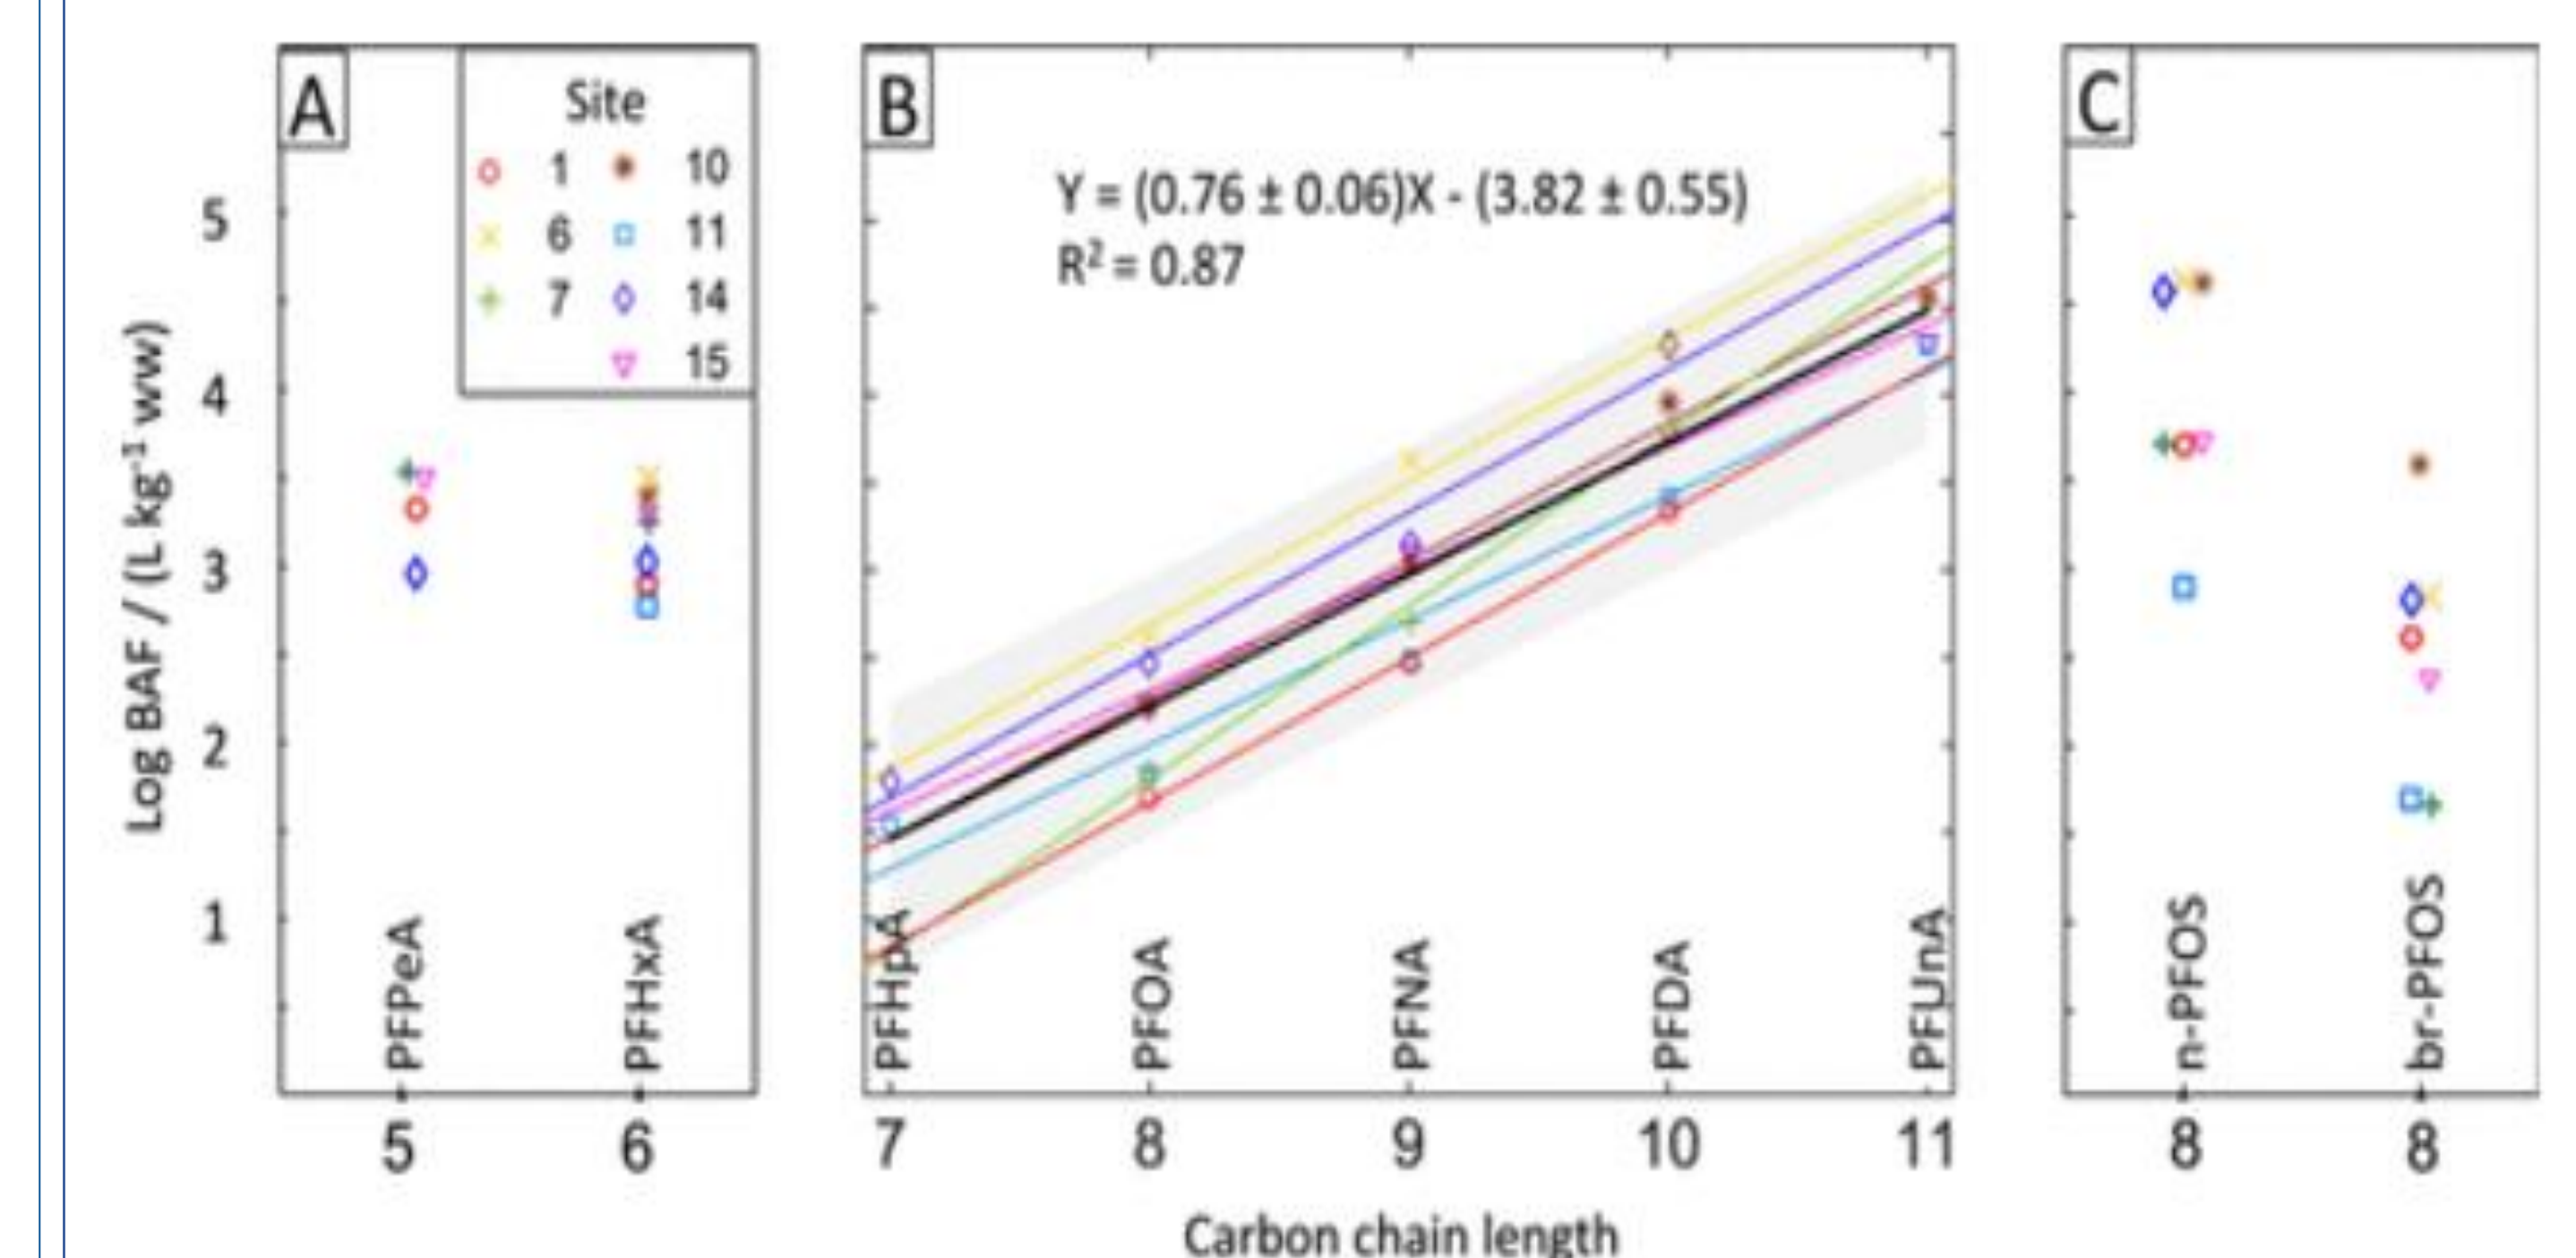 A
Site
1
10
6
11
7
14
15
Log BAF / (L kg⁻¹ ww)
5
4
3
2
1
PFPeA
PFHxA
5
6
B
Y = (0.76 ± 0.06)X - (3.82 ± 0.55)
R² = 0.87
PFHpA
PFOA
PFNA
PFDA
PFUnA
7
8
9
10
11
Carbon chain length
C
n-PFOS
br-PFOS
8
8